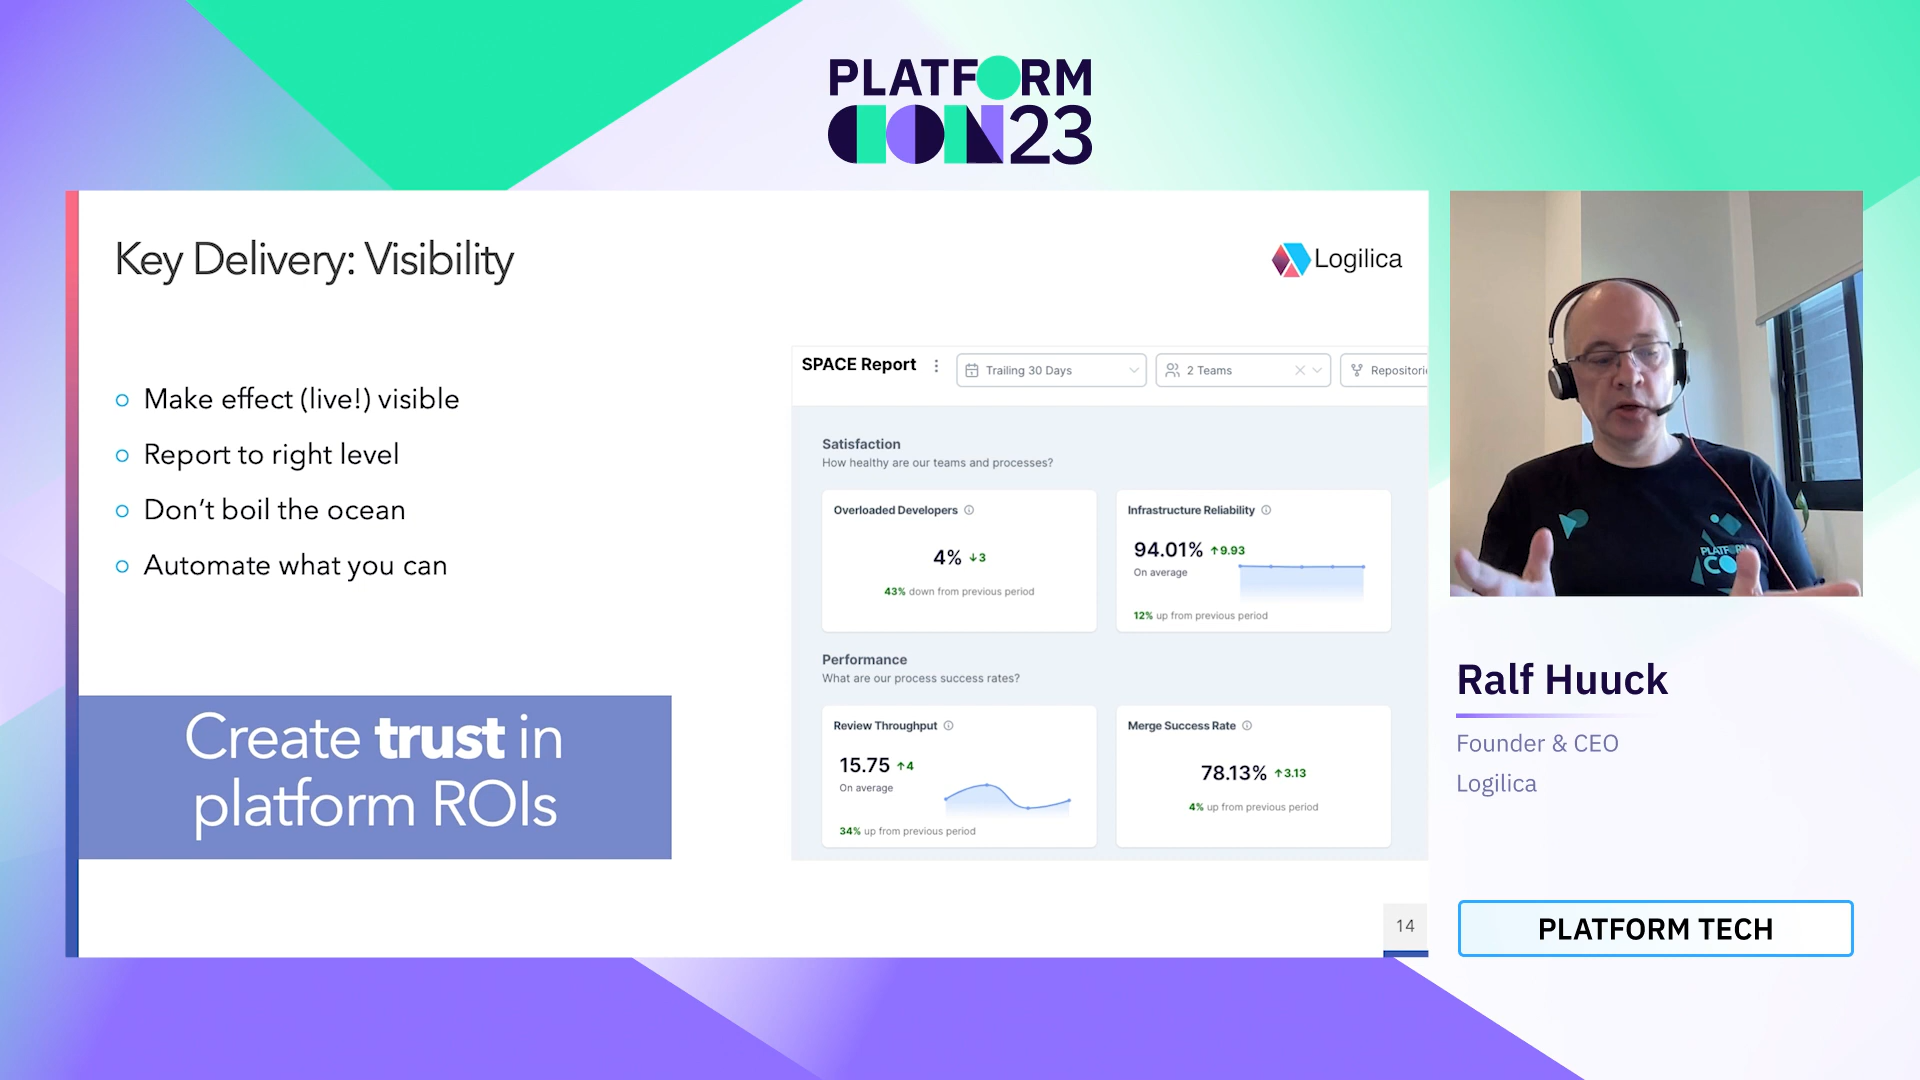 PLATFORM
CON23
Key Delivery: Visibility
Logilica
Make effect (live!) visible
Report to right level
Don’t boil the ocean
Automate what you can
Create trust in
platform ROIs
SPACE Report
Trailing 30 Days
2 Teams
Repositori
Satisfaction
How healthy are our teams and processes?
Overloaded Developers
4% ↓3
43% down from previous period
Infrastructure Reliability
94.01% ↑9.93
On average
12% up from previous period
Performance
What are our process success rates?
Review Throughput
15.75 ↑4
On average
34% up from previous period
Merge Success Rate
78.13% ↑3.13
4% up from previous period
14
PLATFORM
CO
Ralf Huuck
Founder & CEO
Logilica
PLATFORM TECH